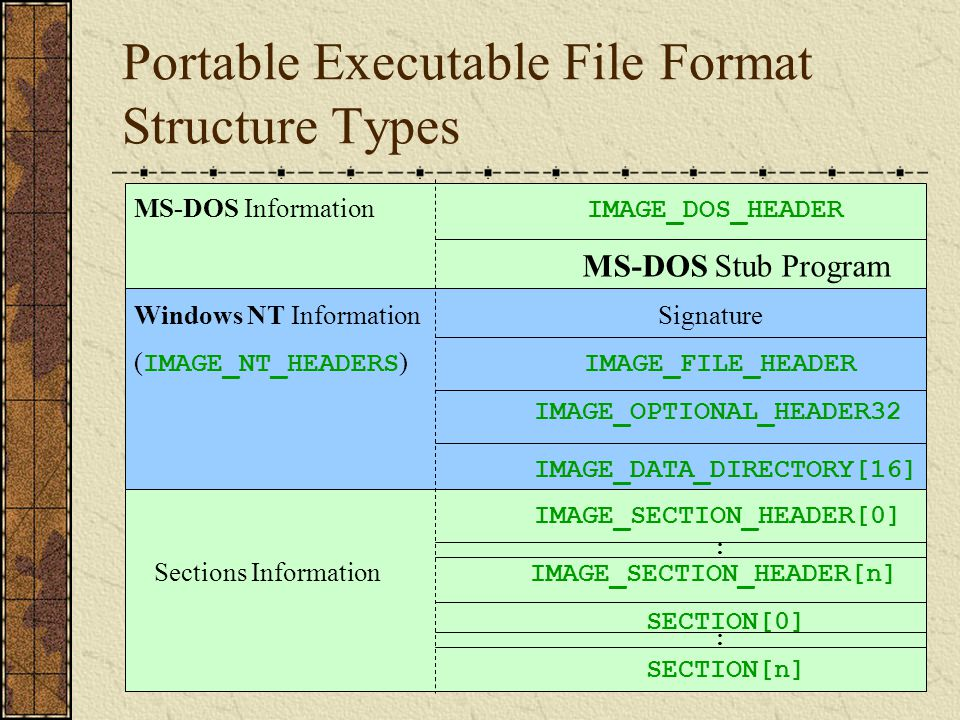 Portable Executable File Format
Structure Types
MS-DOS Information
IMAGE_DOS_HEADER
MS-DOS Stub Program
Windows NT Information
Signature
(IMAGE_NT_HEADERS)
IMAGE_FILE_HEADER
IMAGE_OPTIONAL_HEADER32
IMAGE_DATA_DIRECTORY[16]
IMAGE_SECTION_HEADER[0]
:
Sections Information
IMAGE_SECTION_HEADER[n]
SECTION[0]
:
SECTION[n]